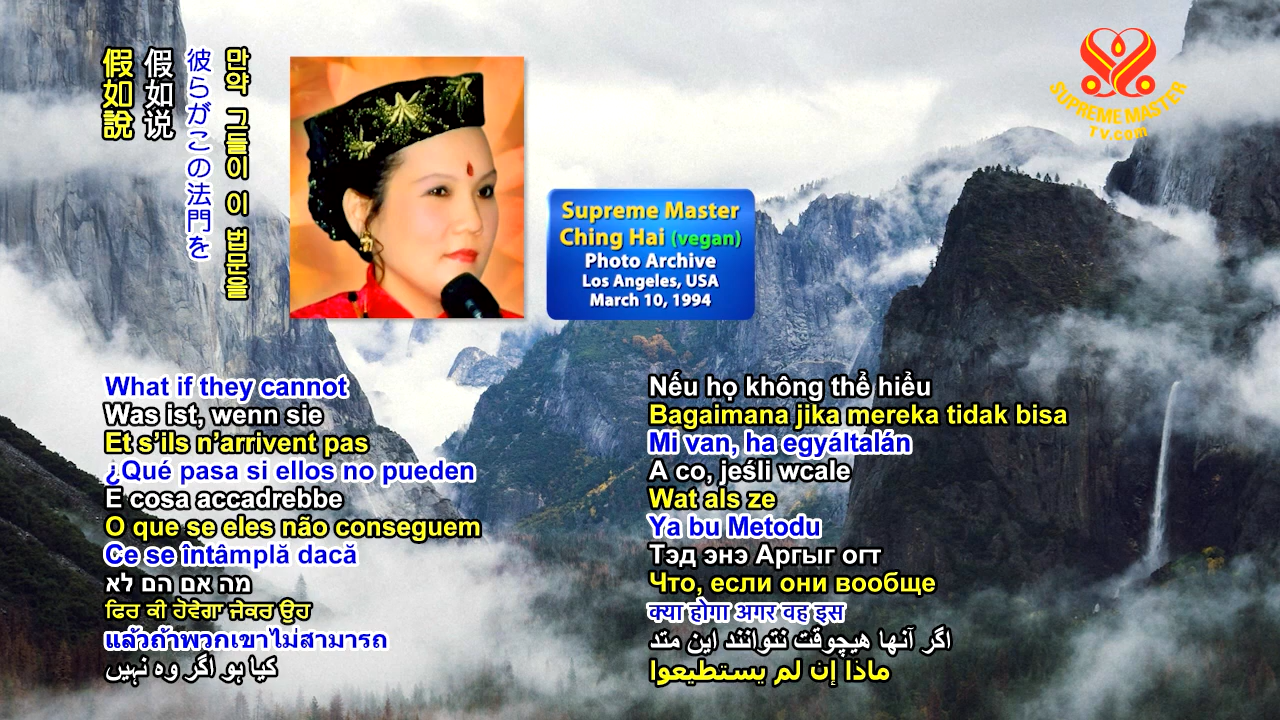 假如說
假如说
彼らがこの法門を
만약 그들이 이 법문을
SUPREME MASTER
TV.com
Supreme Master
Ching Hai (vegan)
Photo Archive
Los Angeles, USA
March 10, 1994
What if they cannot
Was ist, wenn sie
Et s’ils n’arrivent pas
¿Qué pasa si ellos no pueden
E cosa accadrebbe
O que se eles não conseguem
Ce se întâmplă dacă
מה אם הם לא
ਫਿਰ ਕੀ ਹੋਵੇਗਾ ਜੇਕਰ ਉਹ
แล้วถ้าพวกเขาไม่สามารถ
کیا ہو اگر وہ نہیں
Nếu họ không thể hiểu
Bagaimana jika mereka tidak bisa
Mi van, ha egyáltalán
A co, jeśli wcale
Wat als ze
Ya bu Metodu
Тэд энэ Аргыг огт
Что, если они вообще
क्या होगा अगर वह इस
اگر آنها هیچوقت نتوانند این متد
ماذا إن لم يستطيعوا